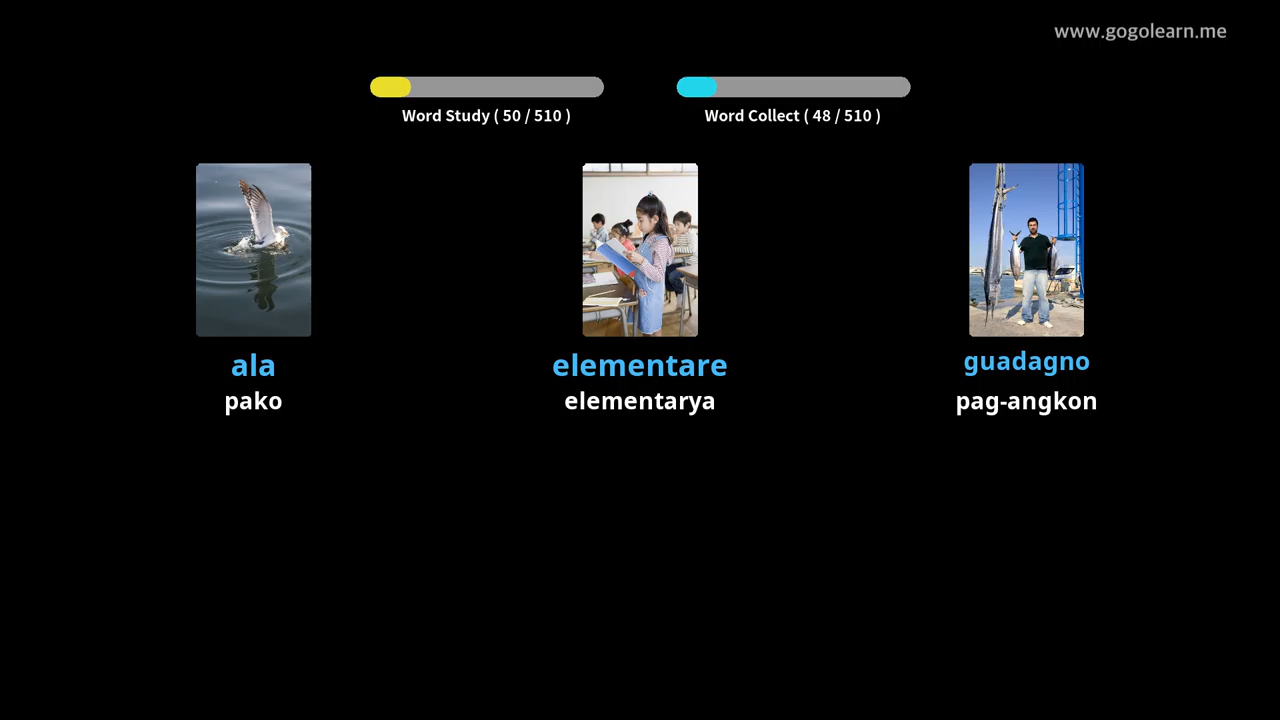 www.gogolearn.me
Word Study ( 50 / 510 )
Word Collect ( 48 / 510 )
ala
pako
elementare
elementarya
guadagno
pag-angkon